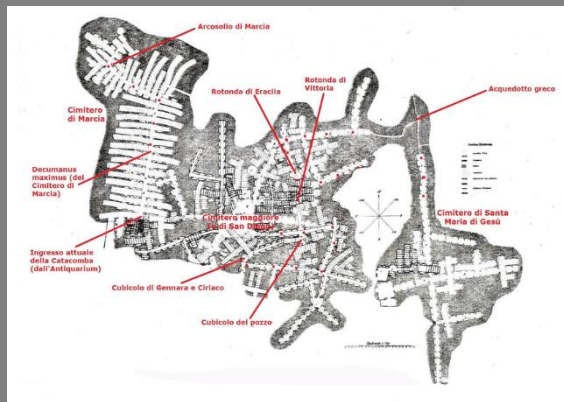 Arcosolio di Marcia
Rotonda di
Vittoria
Rotonda di
Eraclia
Acquedotto greco
Cimitero
di Marcia
Decumanus
maximus (del
Cimitero di
Marcia)
Cimitero maggiore
di San
Cimitero di Santa
Maria di Gesù
Ingresso attuale
della Catacomba
(dall'Antiquarium)
Cubicolo di Gennara e Ciriaco
Cubicolo del pozzo